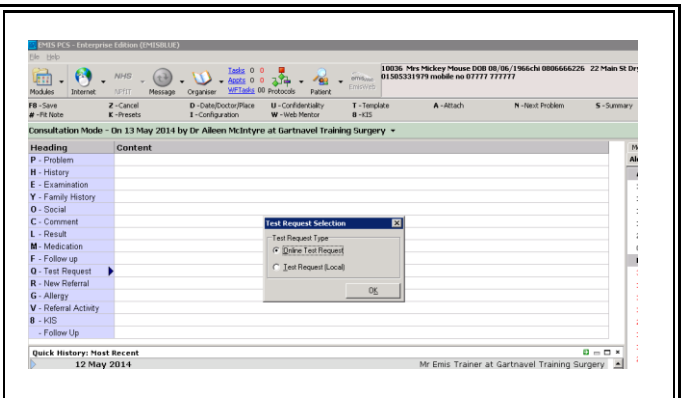 EMIS PCS - Enterprise Edition (EMISBLUE)
File Help
Modules Internet NHS Message Organiser Tasks 0 0 Appts 0 0 WFTasks 00 Protocols Patient EmisWeb
10036 Mrs Mickey Mouse DOB 08/06/1966chi 0806666226 22 Main St Dry
01505331979 mobile no 07777 777777
F8 -Save Z -Cancel D -Date/Doctor/Place U -Confidentiality T -Template A -Attach N -Next Problem S -Summary
# -Fit Note K -Presets I -Configuration W -Web Mentor B -KIS
Consultation Mode - On 13 May 2014 by Dr Aileen McIntyre at Gartnavel Training Surgery
Heading Content
P - Problem
H - History
E - Examination
Y - Family History
O - Social
C - Comment
L - Result
M - Medication
F - Follow up
Q - Test Request
R - New Referral
G - Allergy
V - Referral Activity
B - KIS
- Follow Up
Test Request Selection
Test Request Type
Online Test Request
Test Request (Local)
OK
Quick History: Most Recent
12 May 2014 Mr Emis Trainer at Gartnavel Training Surgery